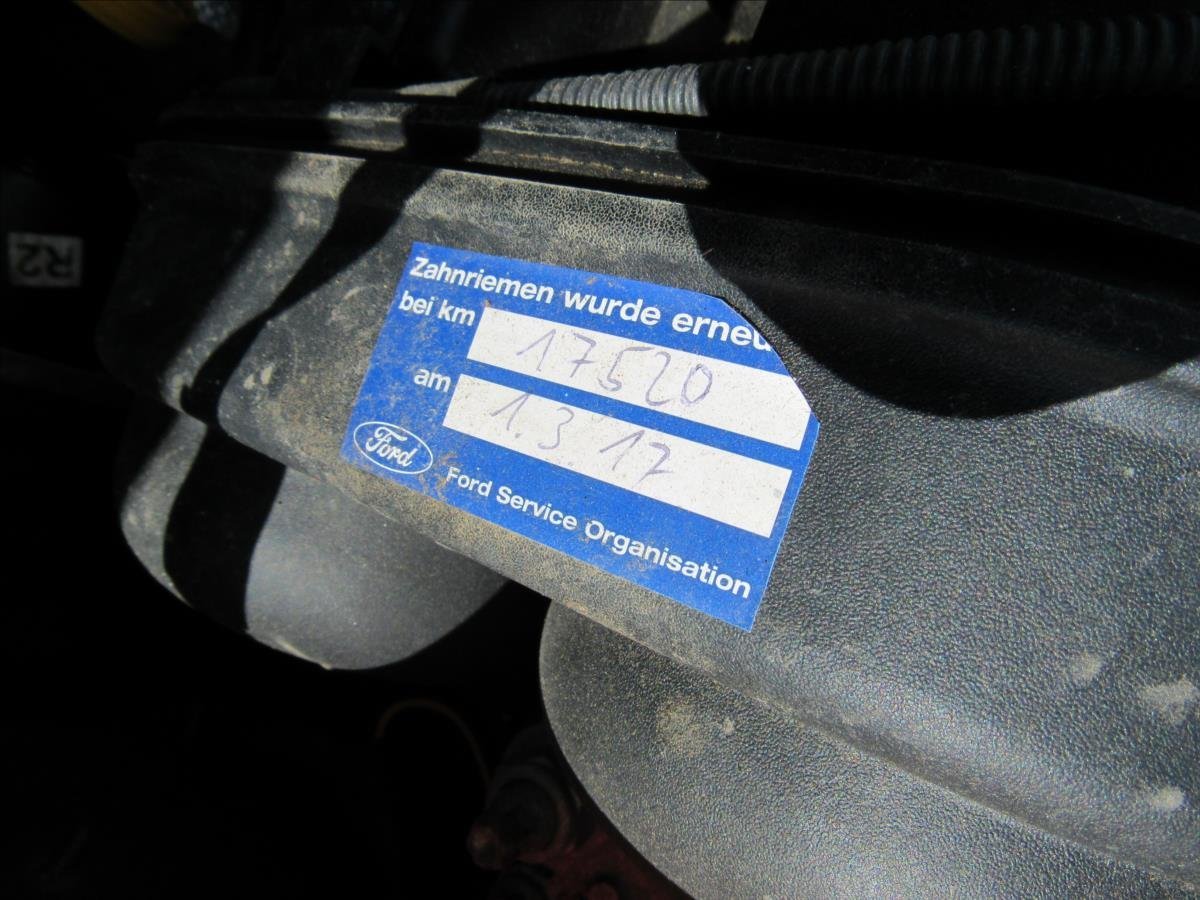 R2
Zahnriemen wurde erneu
bei km 17520
am 1.3.17
Ford
Ford Service Organisation